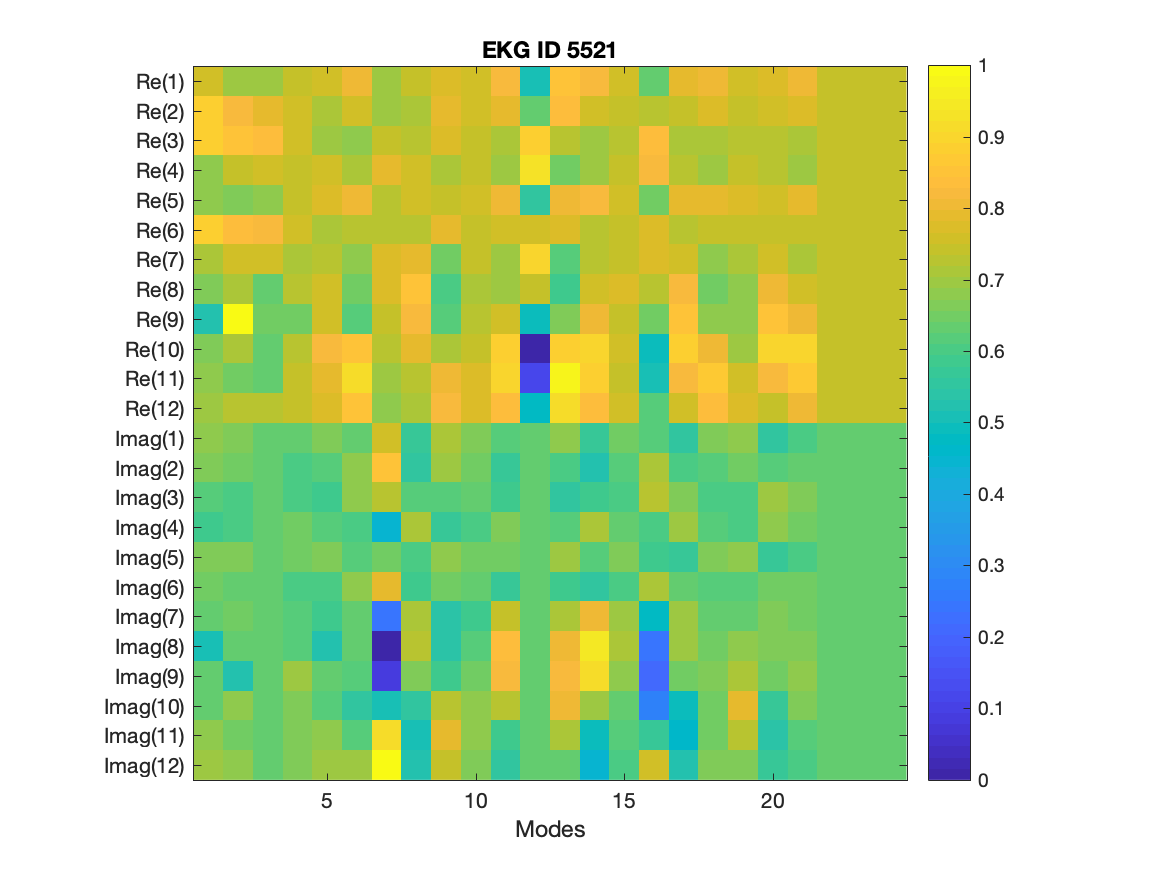 EKG ID 5521
Re(1)
Re(2)
Re(3)
Re(4)
Re(5)
Re(6)
Re(7)
Re(8)
Re(9)
Re(10)
Re(11)
Re(12)
Imag(1)
Imag(2)
Imag(3)
Imag(4)
Imag(5)
Imag(6)
Imag(7)
Imag(8)
Imag(9)
Imag(10)
Imag(11)
Imag(12)
5 10 15 20
Modes
1
0.9
0.8
0.7
0.6
0.5
0.4
0.3
0.2
0.1
0